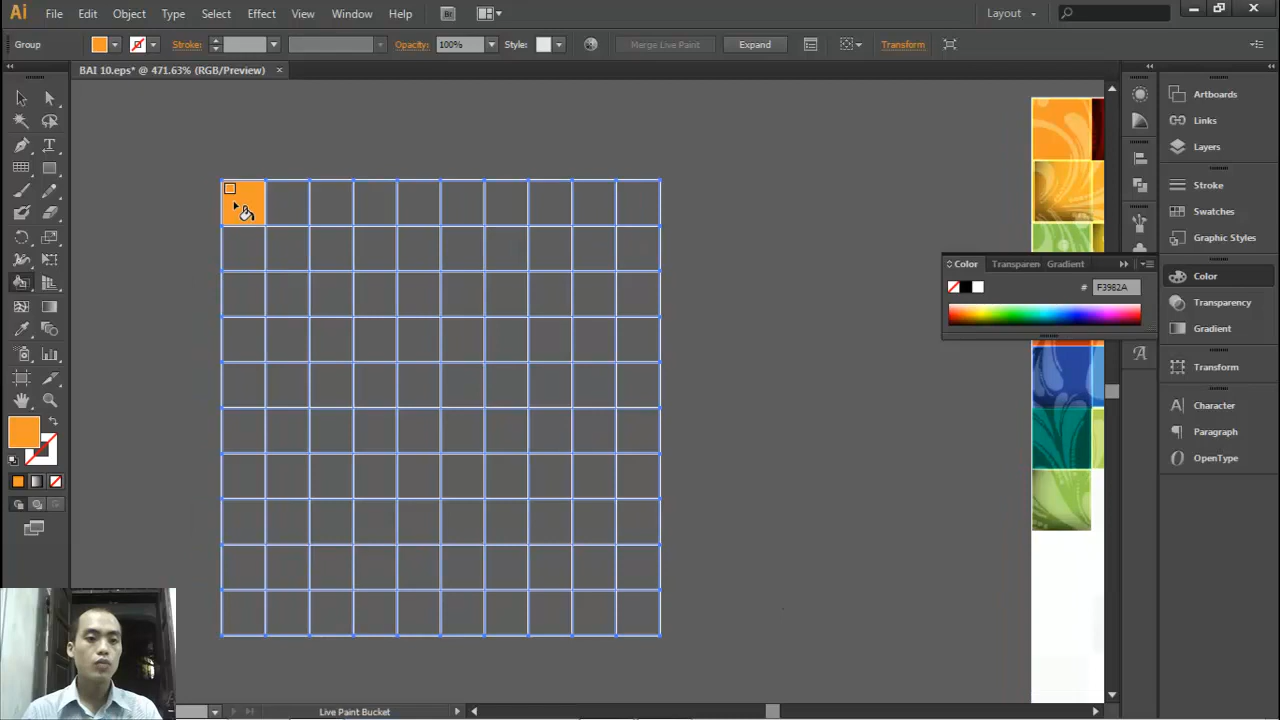 Ai File Edit Object Type Select Effect View Window Help Br Layout
Group Stroke: Opacity: 100% Style: Merge Live Paint Expand Transform
BAI 10.eps* @ 471.63% (RGB/Preview) ×
Artboards
Links
Layers
Stroke
Swatches
Graphic Styles
Color Transparen Gradient
# F3982A
Color
Transparency
Gradient
Transform
Character
Paragraph
OpenType
Live Paint Bucket